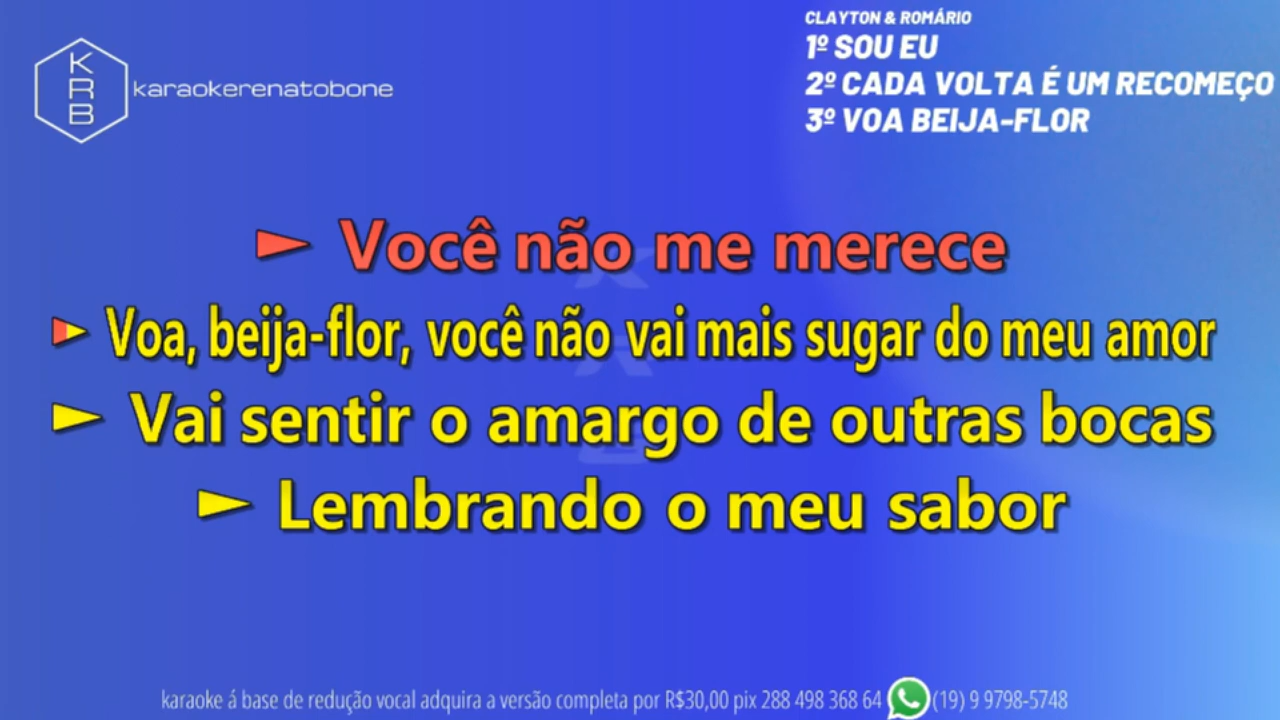 KRB
karaokerenatobone
CLAYTON & ROMÁRIO
1º SOU EU
2º CADA VOLTA É UM RECOMEÇO
3º VOA BEIJA-FLOR
Você não me merece
Voa, beija-flor, você não vai mais sugar do meu amor
Vai sentir o amargo de outras bocas
Lembrando o meu sabor
karaoke á base de redução vocal adquira a versão completa por R$30,00 pix 288 498 368 64 (19) 9 9798-5748